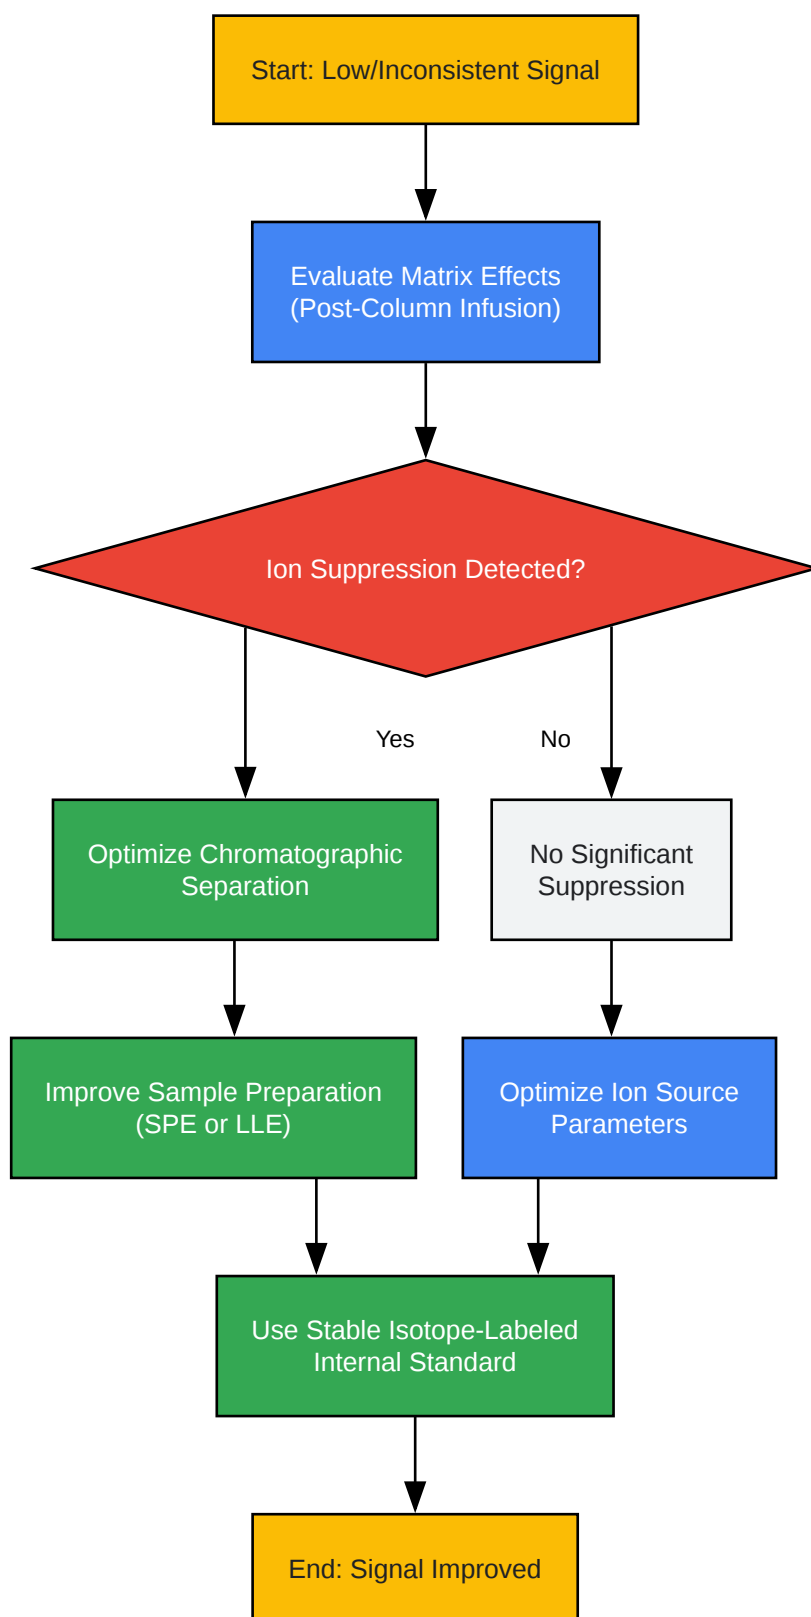 Start: Low/Inconsistent Signal
Evaluate Matrix Effects
(Post-Column Infusion)
Ion Suppression Detected?
Yes
No
Optimize Chromatographic
Separation
No Significant
Suppression
Improve Sample Preparation
(SPE or LLE)
Optimize Ion Source
Parameters
Use Stable Isotope-Labeled
Internal Standard
End: Signal Improved